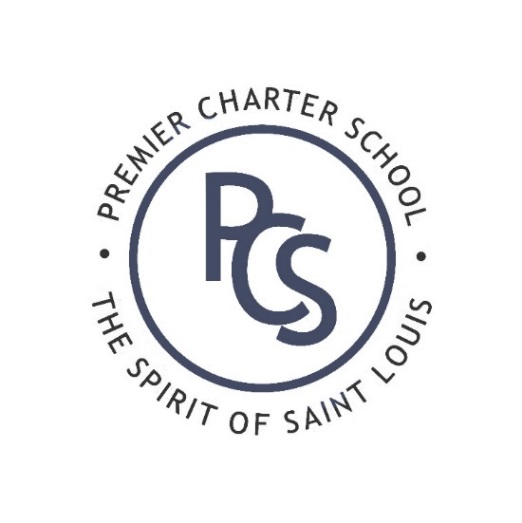 PREMIER CHARTER SCHOOL
PCS
THE SPIRIT OF SAINT LOUIS